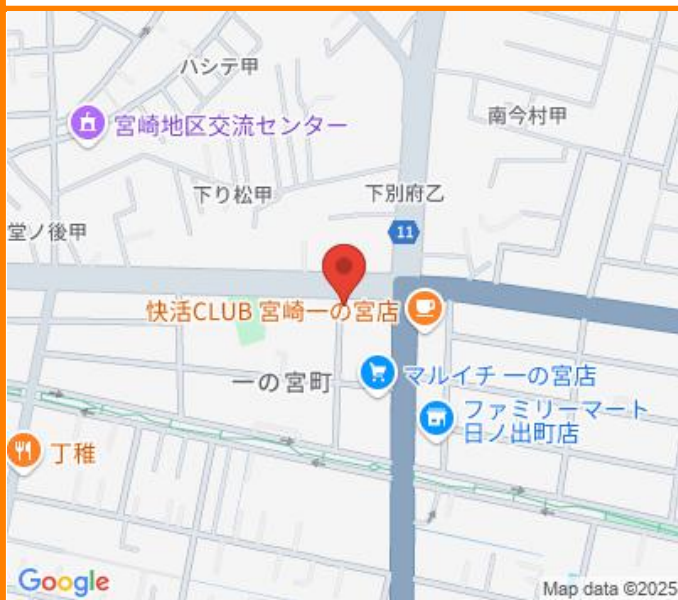 ハシテ甲
南今村甲
宮崎地区交流センター
下り松甲
下別府乙
堂ノ後甲
11
快活CLUB 宮崎一の宮店
マルイチ 一の宮店
一の宮町
ファミリーマート
日ノ出町店
丁稚
Google
Map data ©2025